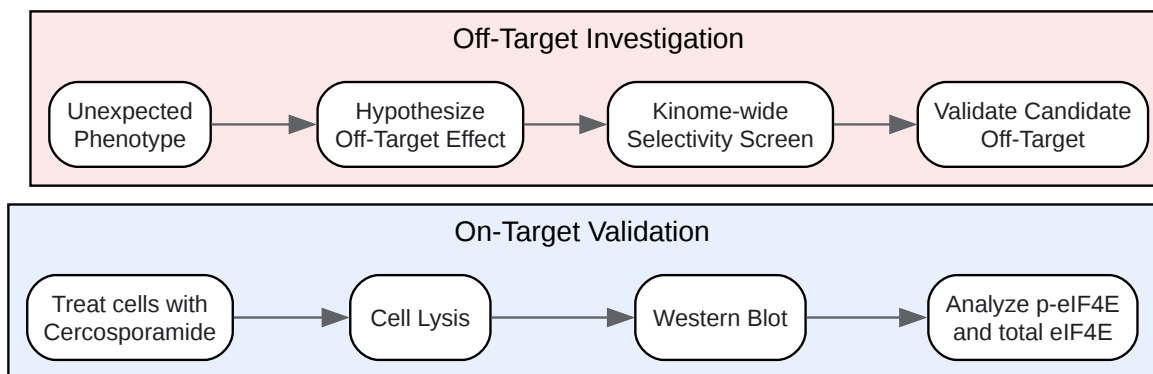 Off-Target Investigation
Unexpected
Phenotype
Hypothesize
Off-Target Effect
Kinome-wide
Selectivity Screen
Validate Candidate
Off-Target
On-Target Validation
Treat cells with
Cercosporamide
Cell Lysis
Western Blot
Analyze p-eIF4E
and total eIF4E